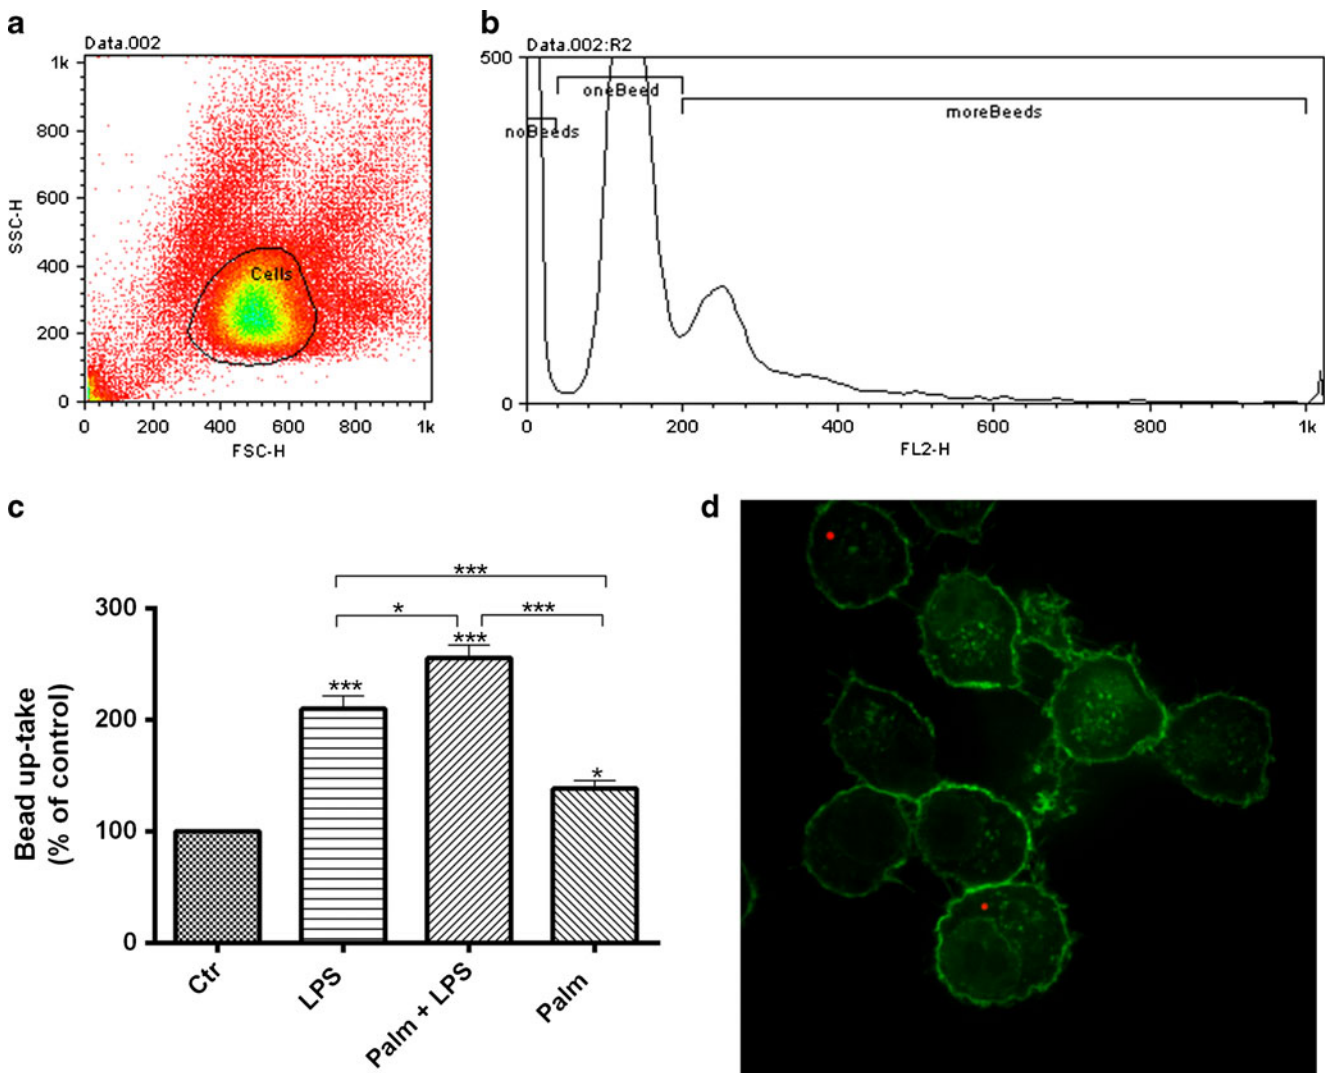 a
Data.002
1k
800
600
400
200
0
SSC-H
Cells
0 200 400 600 800 1k
FSC-H
b
Data.002:R2
500
0
noBeeds
oneBeed
moreBeeds
0 200 400 600 800 1k
FL2-H
c
300
200
100
0
Bead up-take
(% of control)
***
* ***
***
***
*
Ctr LPS Palm + LPS Palm
d